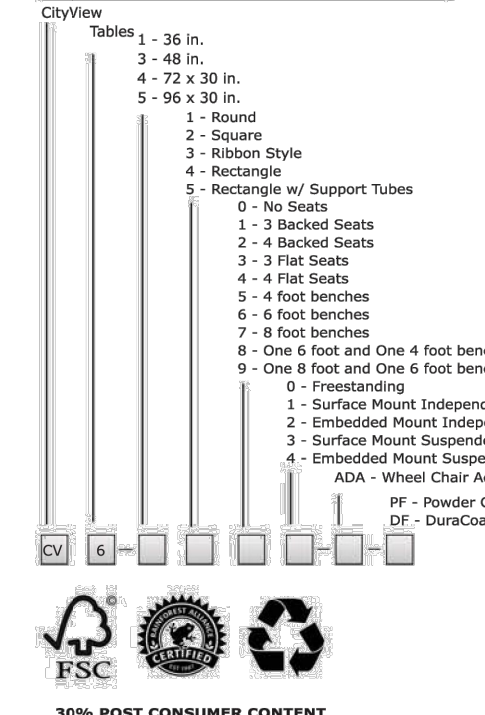 CityView
Tables
1 - 36 in.
3 - 48 in.
4 - 72 x 30 in.
5 - 96 x 30 in.
1 - Round
2 - Square
3 - Ribbon Style
4 - Rectangle
5 - Rectangle w/ Support Tubes
0 - No Seats
1 - 3 Backed Seats
2 - 4 Backed Seats
3 - 3 Flat Seats
4 - 4 Flat Seats
5 - 4 foot benches
6 - 6 foot benches
7 - 8 foot benches
8 - One 6 foot and One 4 foot
9 - One 8 foot and One 6 foot
0 - Freestanding
1 - Surface Mount
2 - Embedded Mount
3 - Surface Mount
4 - Embedded Mount
ADA - Wheel Chair
PF - Powder
DF -
CV 6
RAINFOREST ALLIANCE
CERTIFIED
EST 1987
FSC
30% POST CONSUMER CONTENT